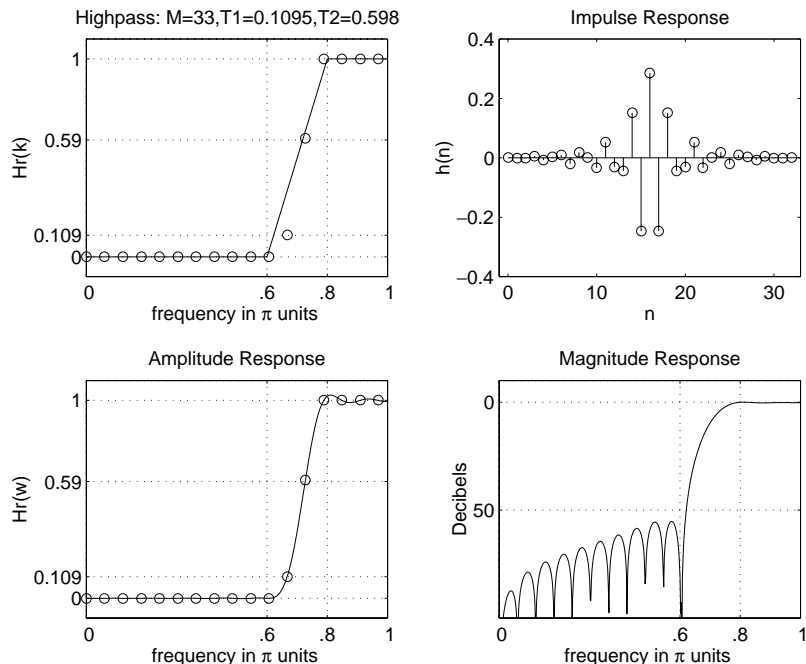 Highpass: M=33,T1=0.1095,T2=0.598
1
0.59
0.109
0
Hr(k)
0 .6 .8 1
frequency in π units
Impulse Response
0.4
0.2
0
−0.2
−0.4
h(n)
0 10 20 30
n
Amplitude Response
1
0.59
0.109
0
Hr(w)
0 .6 .8 1
frequency in π units
Magnitude Response
0
50
Decibels
0 .6 .8 1
frequency in π units